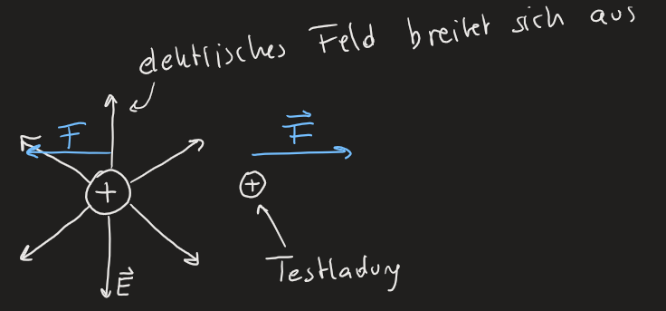 elektrisches Feld breitet sich aus
F
F⃗
+
+
E⃗
Testladung